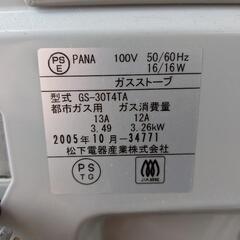 PS
E
PANA 100V 50/60Hz
16/16W
ガスストーブ
型式 GS-30T4TA
都市ガス用 ガス消費量
13A 12A
3.49 3.26kW
2005年10月-34771
松下電器産業株式会社
PS
TG